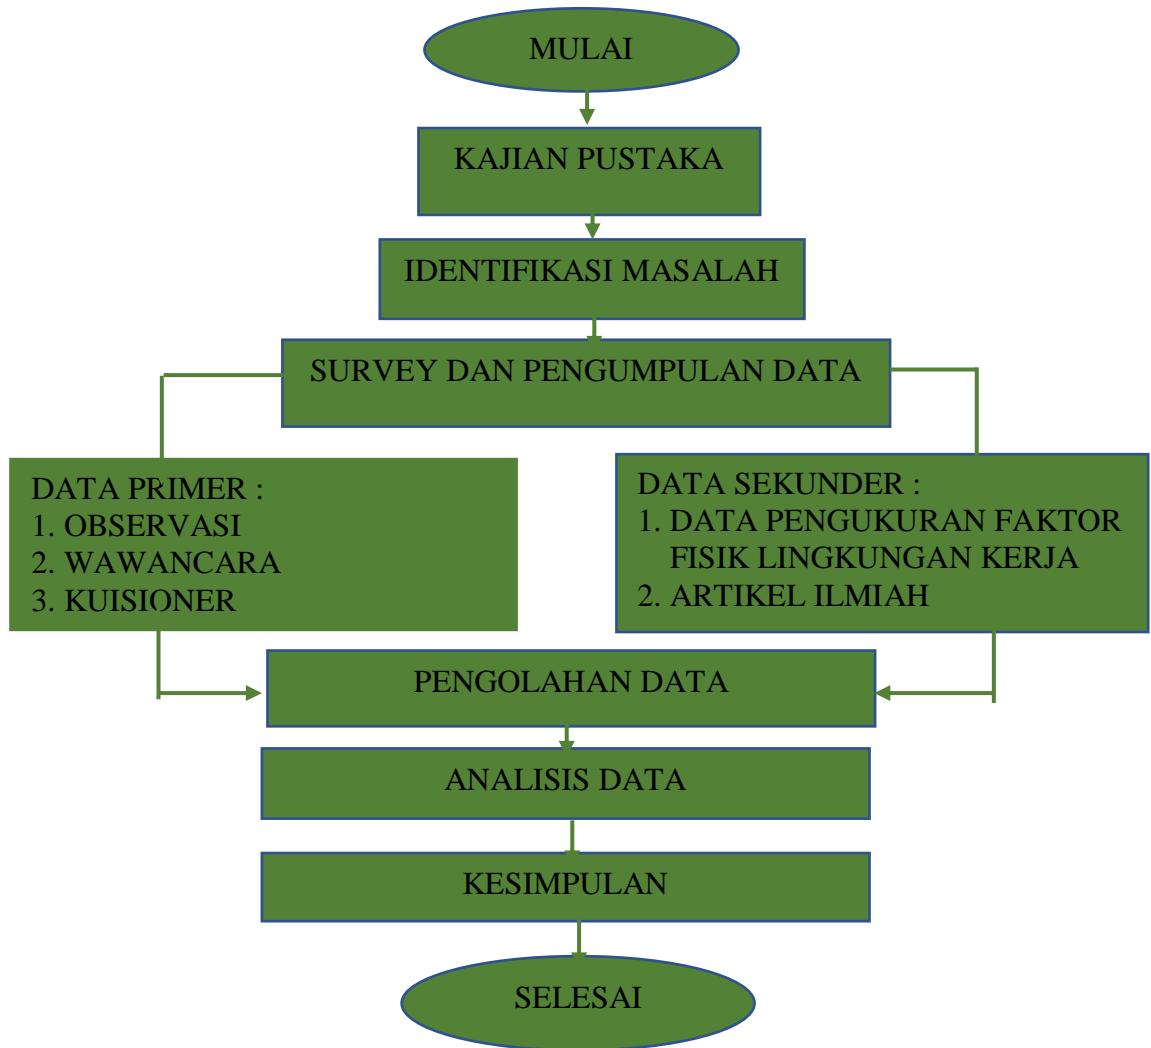 MULAI
KAJIAN PUSTAKA
IDENTIFIKASI MASALAH
SURVEY DAN PENGUMPULAN DATA
DATA PRIMER :
1. OBSERVASI
2. WAWANCARA
3. KUISIONER
DATA SEKUNDER :
1. DATA PENGUKURAN FAKTOR
FISIK LINGKUNGAN KERJA
2. ARTIKEL ILMIAH
PENGOLAHAN DATA
ANALISIS DATA
KESIMPULAN
SELESAI